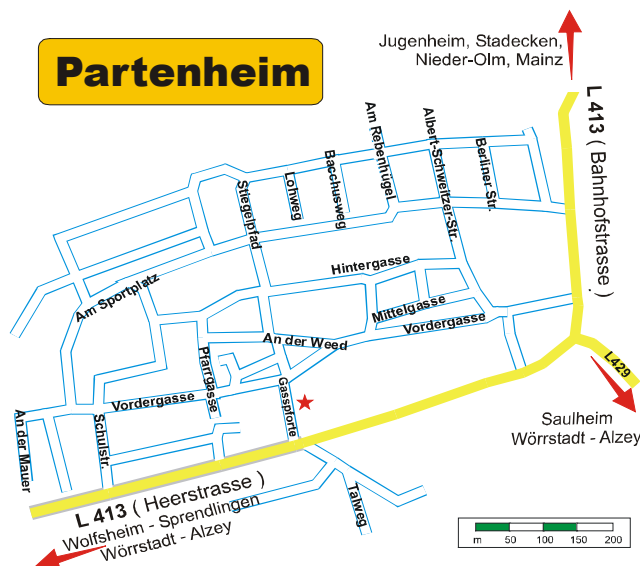 Partenheim
Jugenheim, Stadecken,
Nieder-Olm, Mainz
L 413 ( Bahnhofstrasse )
Am Rebenhügel
Albert-Schweitzer-Str.
Berliner Str.
Bacchusweg
Lohweg
Stiegelpfad
Hintergasse
Am Sportplatz
Mittelgasse
Vordergasse
An der Weed
Pfarrgasse
L429
Gasspforte
Vordergasse
An der Mauer
Schulstr.
Saulheim
Wörrstadt - Alzey
L 413 ( Heerstrasse )
Wolfsheim - Sprendlingen
Wörrstadt - Alzey
Talweg
m 50 100 150 200